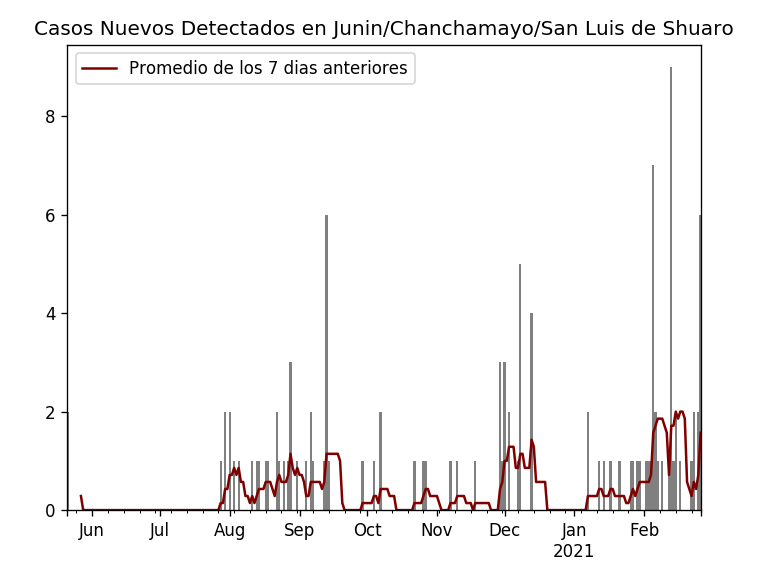 Casos Nuevos Detectados en Junin/Chanchamayo/San Luis de Shuaro
Promedio de los 7 dias anteriores
8
6
4
2
0
Jun Jul Aug Sep Oct Nov Dec Jan Feb
2021